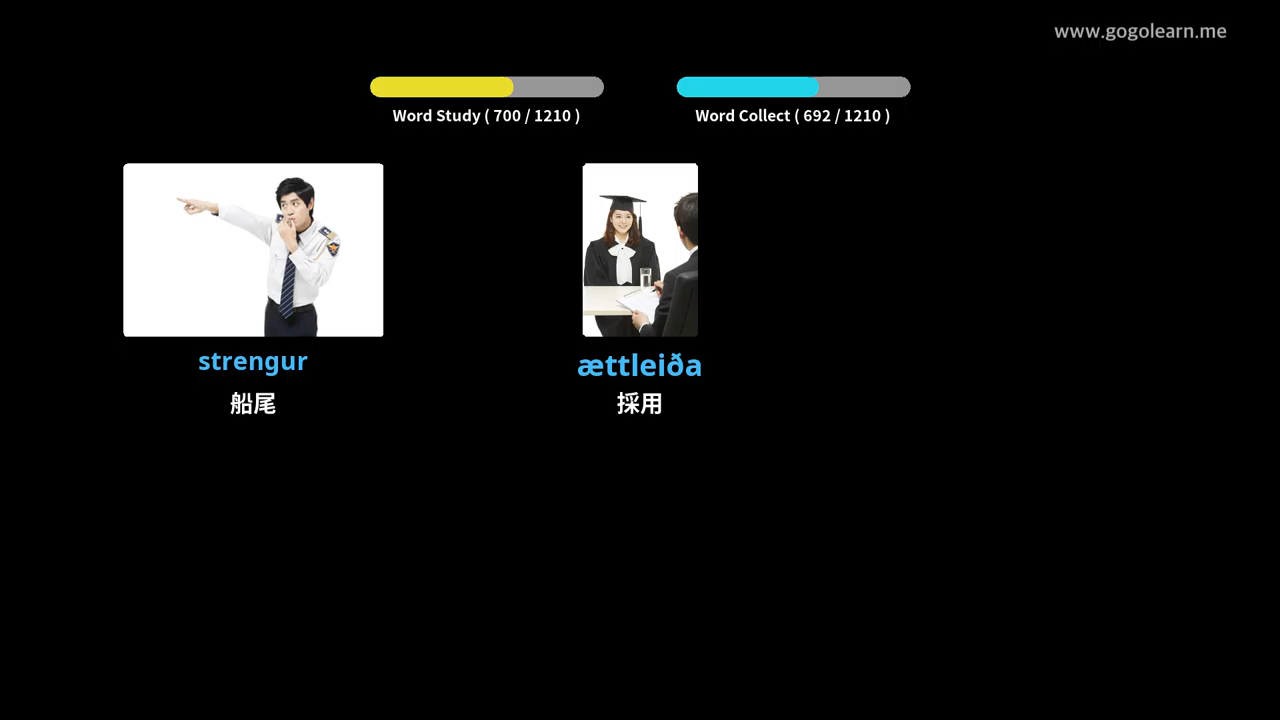 www.gogolearn.me
Word Study ( 700 / 1210 )
Word Collect ( 692 / 1210 )
strengur
船尾
ættleiða
採用